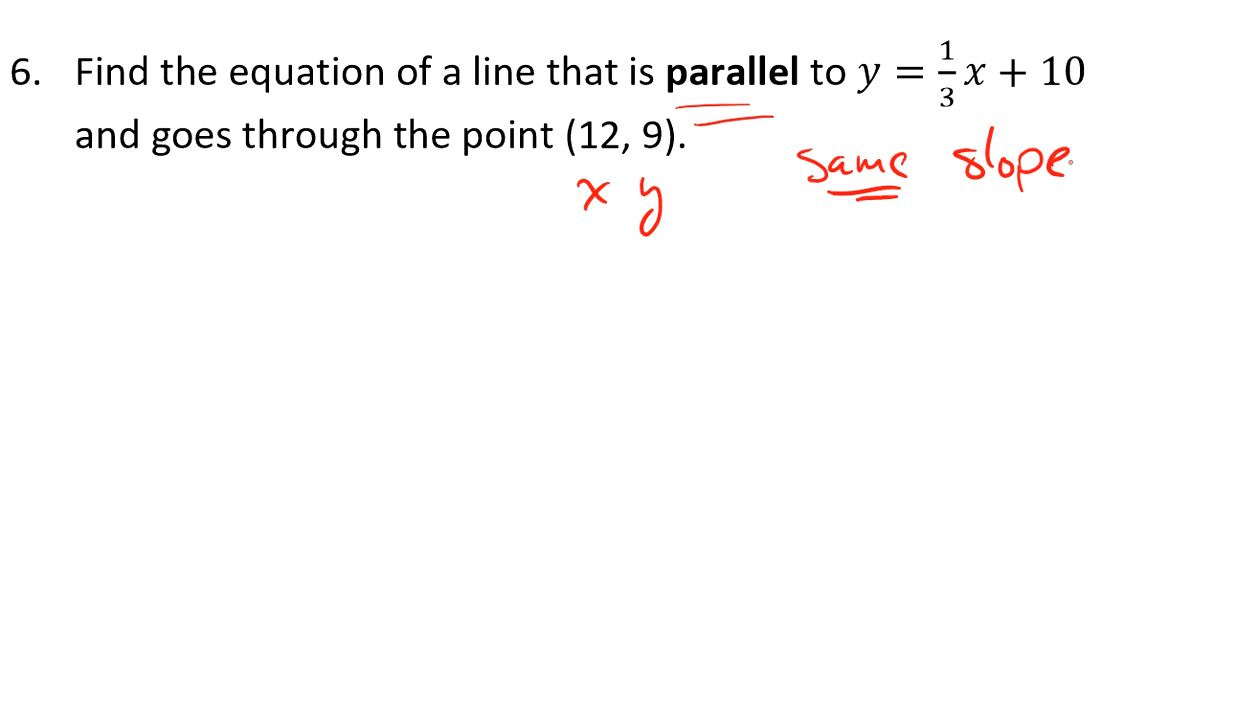 6. Find the equation of a line that is parallel to y = 1/3 x + 10
and goes through the point (12, 9).
same slope
x y